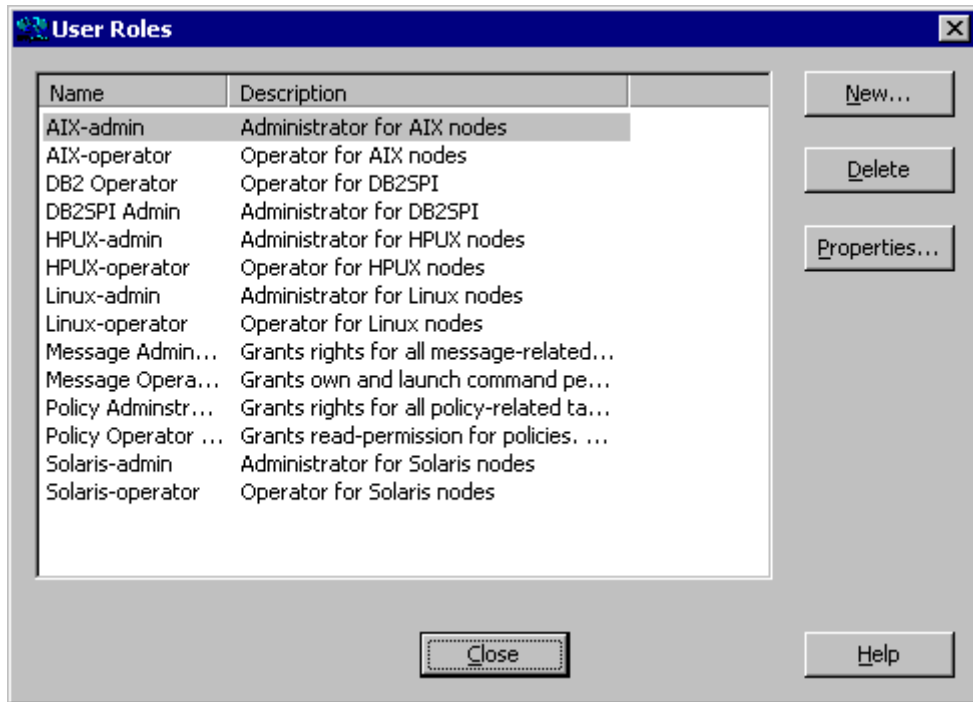 User Roles
Name Description
AIX-admin Administrator for AIX nodes
AIX-operator Operator for AIX nodes
DB2 Operator Operator for DB2SPI
DB2SPI Admin Administrator for DB2SPI
HPUX-admin Administrator for HPUX nodes
HPUX-operator Operator for HPUX nodes
Linux-admin Administrator for Linux nodes
Linux-operator Operator for Linux nodes
Message Admin... Grants rights for all message-related...
Message Opera... Grants own and launch command pe...
Policy Adminstr... Grants rights for all policy-related ta...
Policy Operator ... Grants read-permission for policies. ...
Solaris-admin Administrator for Solaris nodes
Solaris-operator Operator for Solaris nodes
New...
Delete
Properties...
Close
Help